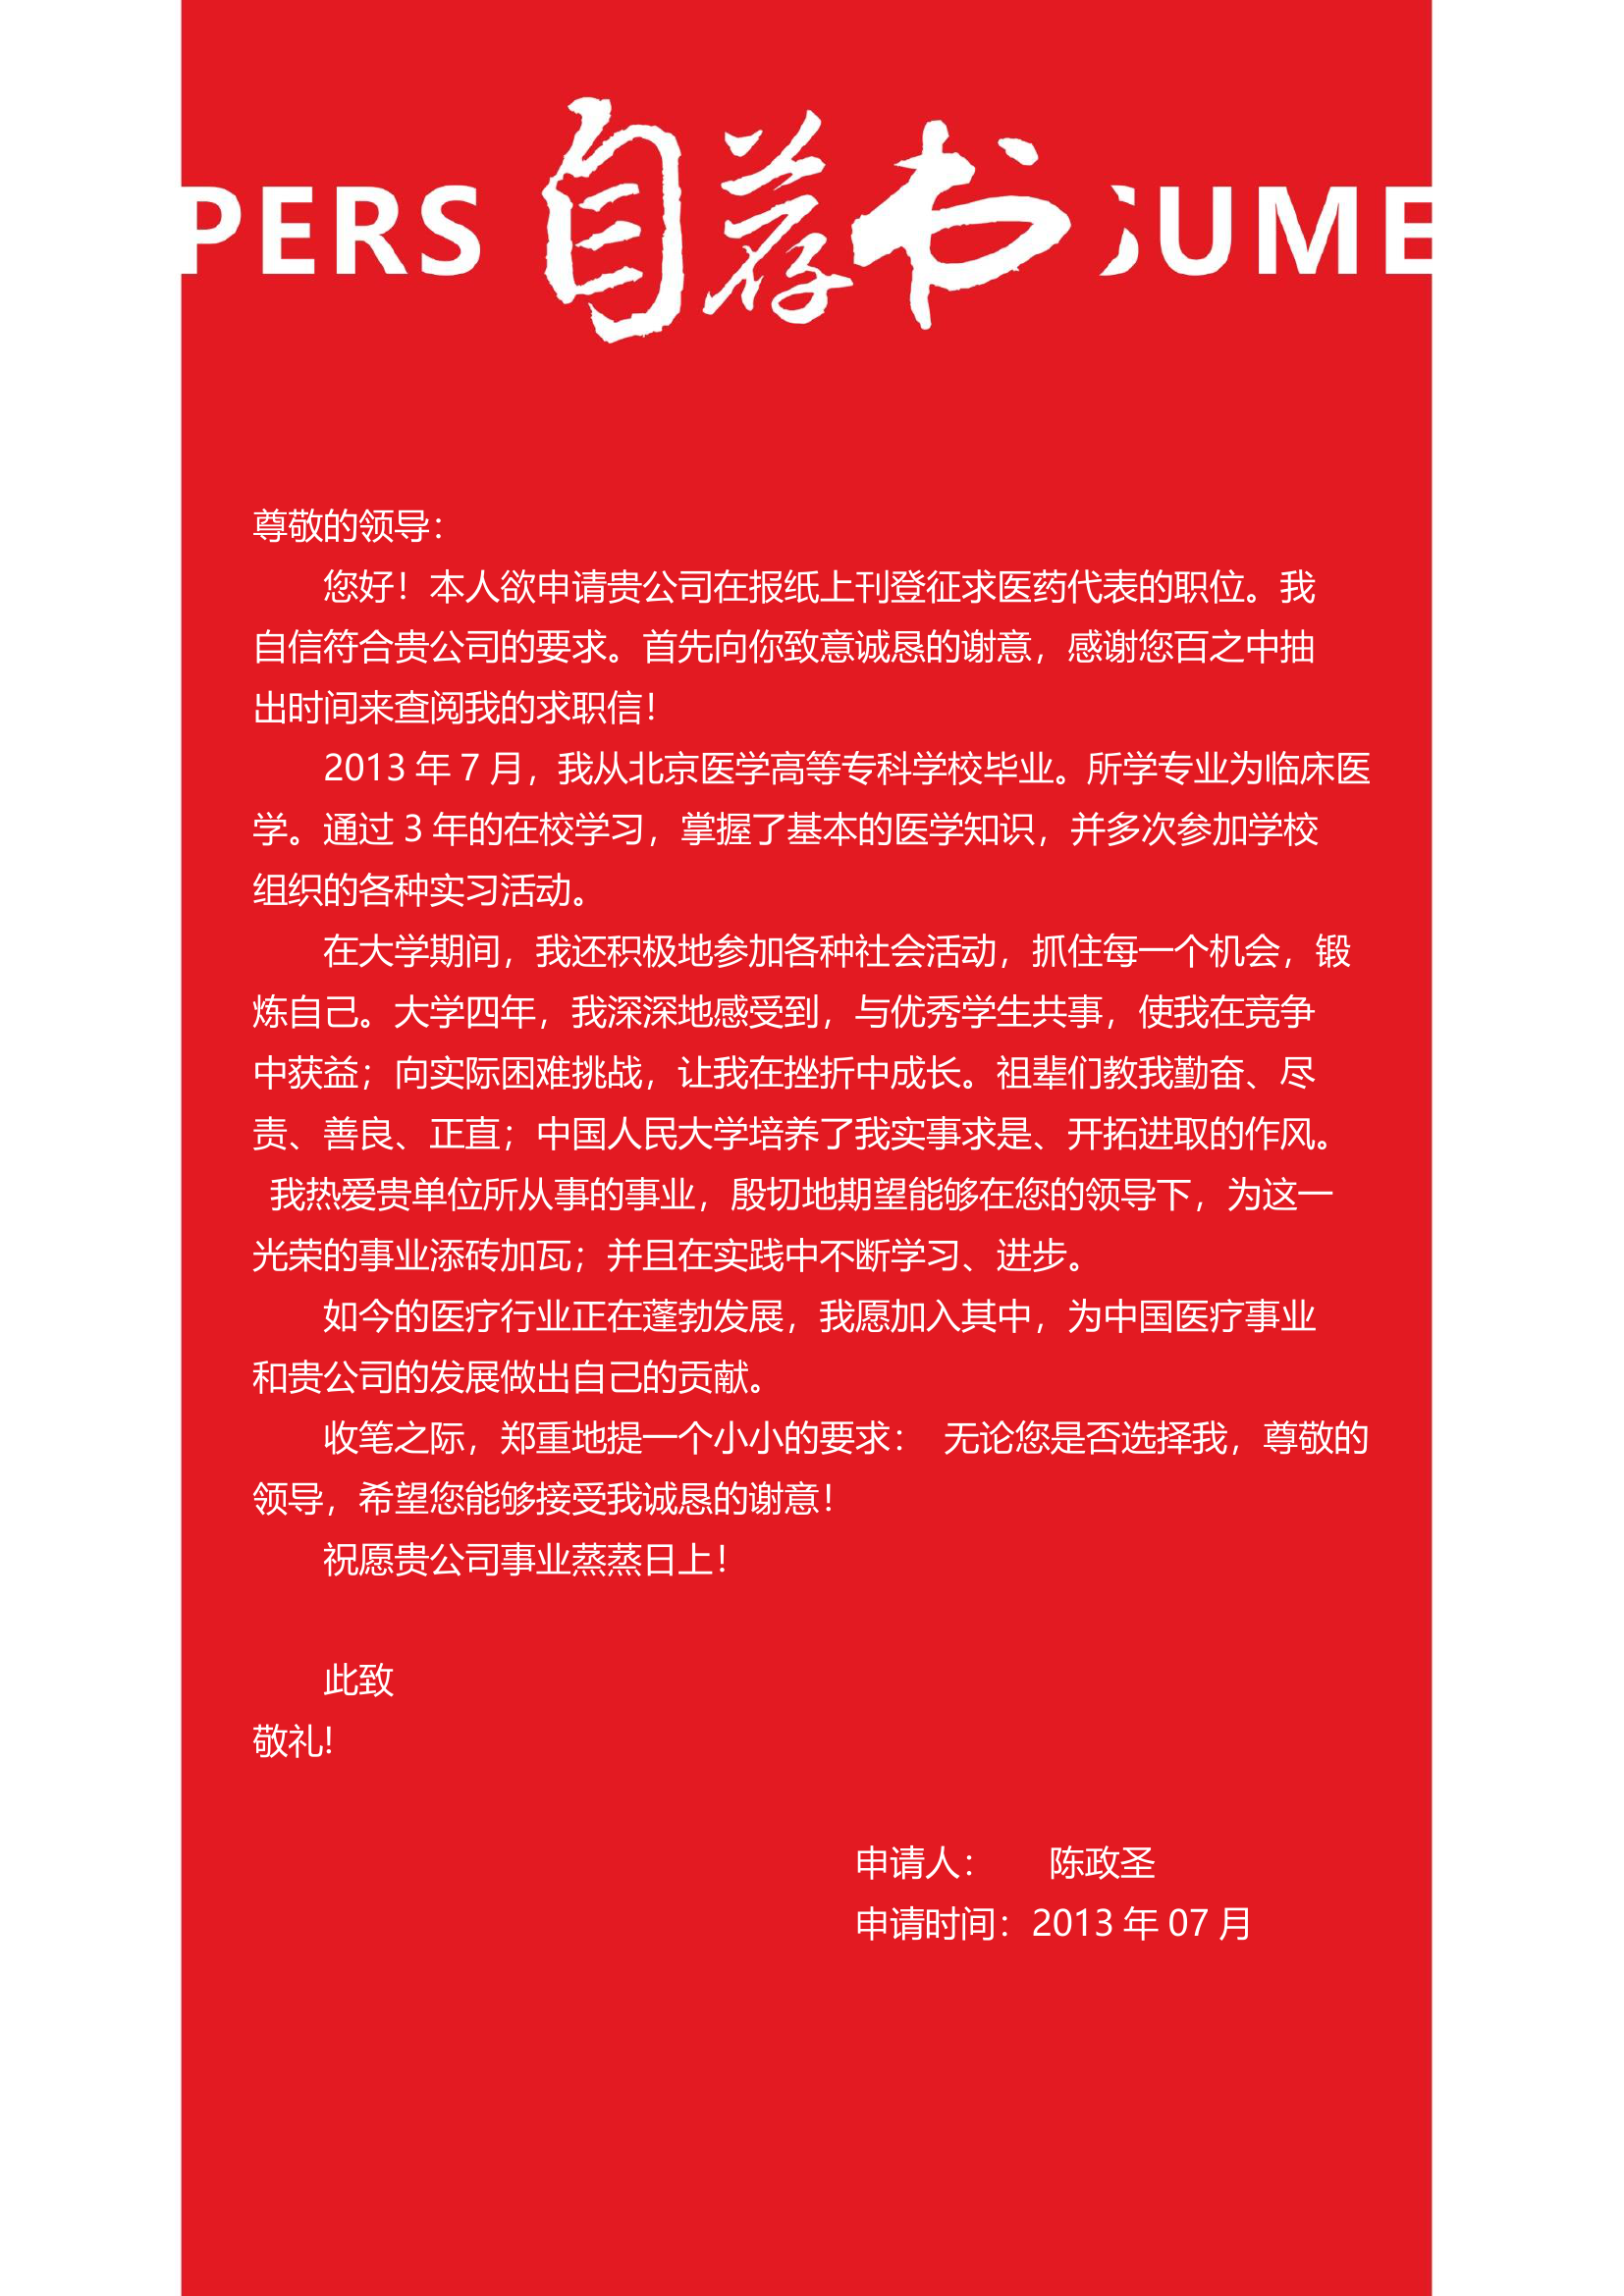 PERS 自荐书 SUME
尊敬的领导：
您好！本人欲申请贵公司在报纸上刊登征求医药代表的职位。我
自信符合贵公司的要求。首先向你致意诚恳的谢意，感谢您百之中抽
出时间来查阅我的求职信！
2013 年 7 月，我从北京医学高等专科学校毕业。所学专业为临床医
学。通过 3 年的在校学习，掌握了基本的医学知识，并多次参加学校
组织的各种实习活动。
在大学期间，我还积极地参加各种社会活动，抓住每一个机会，锻
炼自己。大学四年，我深深地感受到，与优秀学生共事，使我在竞争
中获益；向实际困难挑战，让我在挫折中成长。祖辈们教我勤奋、尽
责、善良、正直；中国人民大学培养了我实事求是、开拓进取的作风。
我热爱贵单位所从事的事业，殷切地期望能够在您的领导下，为这一
光荣的事业添砖加瓦；并且在实践中不断学习、进步。
如今的医疗行业正在蓬勃发展，我愿加入其中，为中国医疗事业
和贵公司的发展做出自己的贡献。
收笔之际，郑重地提一个小小的要求： 无论您是否选择我，尊敬的
领导，希望您能够接受我诚恳的谢意！
祝愿贵公司事业蒸蒸日上！
此致
敬礼!
申请人： 陈政圣
申请时间：2013 年 07 月